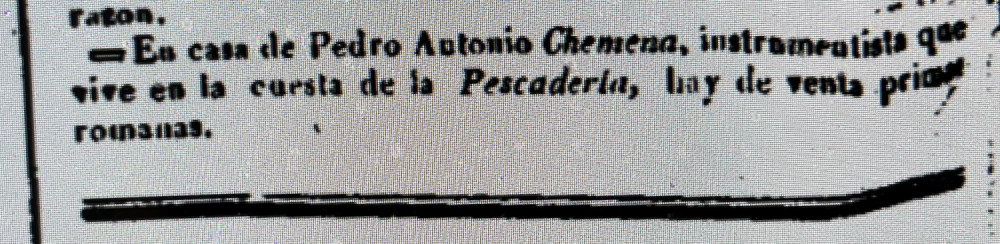 raton.
— En casa de Pedro Antonio Chemena, instrumentista que
vive en la cuesta de la Pescadería, hay de venta primas
romanas.